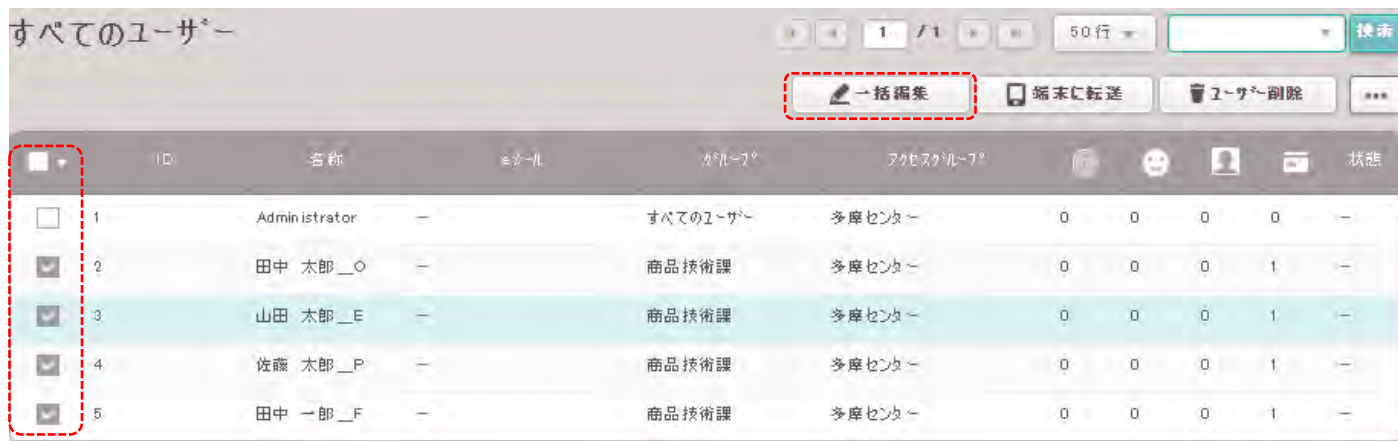 すべてのユーザー
1 /1 50行 検索
一括編集 端末に転送 ユーザー削除 •••
ID 名称 eメール グループ アクセスグループ 状態
1 Administrator — すべてのユーザー 多摩センター 0 0 0 0 —
2 田中 太郎__O — 商品技術課 多摩センター 0 0 0 1 —
3 山田 太郎__E — 商品技術課 多摩センター 0 0 0 1 —
4 佐藤 太郎__P — 商品技術課 多摩センター 0 0 0 1 —
5 田中 一郎__F — 商品技術課 多摩センター 0 0 0 1 —